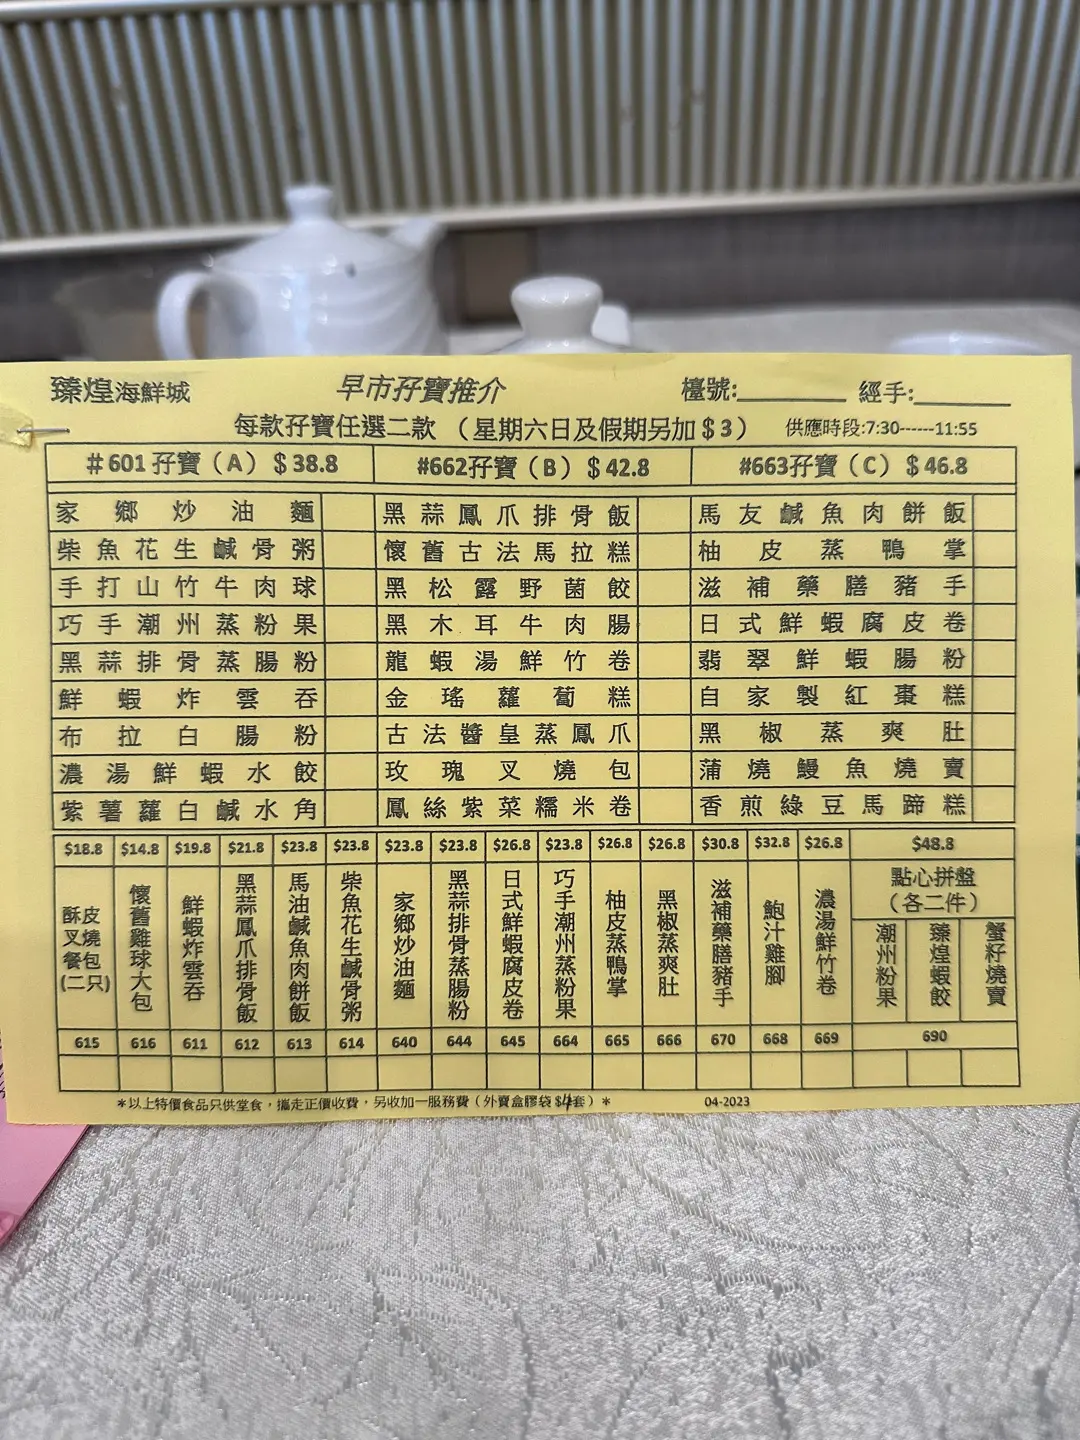 臻煌海鮮城 早市孖寶推介 檯號:________ 經手:________
每款孖寶任選二款 （星期六日及假期另加＄3） 供應時段:7:30------11:55
＃601 孖寶（A）＄38.8 #662孖寶（B）＄42.8 #663孖寶（C）＄46.8
家鄉炒油麵 黑蒜鳳爪排骨飯 馬友鹹魚肉餅飯
柴魚花生鹹骨粥 懷舊古法馬拉糕 柚皮蒸鴨掌
手打山竹牛肉球 黑松露野菌餃 滋補藥膳豬手
巧手潮州蒸粉果 黑木耳牛肉腸 日式鮮蝦腐皮卷
黑蒜排骨蒸腸粉 龍蝦湯鮮竹卷 翡翠鮮蝦腸粉
鮮蝦炸雲吞 金瑤蘿蔔糕 自家製紅棗糕
布拉白腸粉 古法醬皇蒸鳳爪 黑椒蒸爽肚
濃湯鮮蝦水餃 玫瑰叉燒包 蒲燒鰻魚燒賣
紫薯蘿白鹹水角 鳳絲紫菜糯米卷 香煎綠豆馬蹄糕
$18.8 $14.8 $19.8 $21.8 $23.8 $23.8 $23.8 $23.8 $26.8 $23.8 $26.8 $26.8 $30.8 $32.8 $26.8 $48.8
酥皮
叉燒
餐包
(二只)
懷舊雞球大包
鮮蝦炸雲吞
黑蒜鳳爪排骨飯
馬油鹹魚肉餅飯
柴魚花生鹹骨粥
家鄉炒油麵
黑蒜排骨蒸腸粉
日式鮮蝦腐皮卷
巧手潮州蒸粉果
柚皮蒸鴨掌
黑椒蒸爽肚
滋補藥膳豬手
鮑汁雞腳
濃湯鮮竹卷
點心拼盤
（各二件）
潮州粉果
臻煌蝦餃
蟹籽燒賣
615 616 611 612 613 614 640 644 645 664 665 666 670 668 669 690
＊以上特價食品只供堂食，攜走正價收費，另收加一服務費（外賣盒膠袋$4套）＊ 04-2023